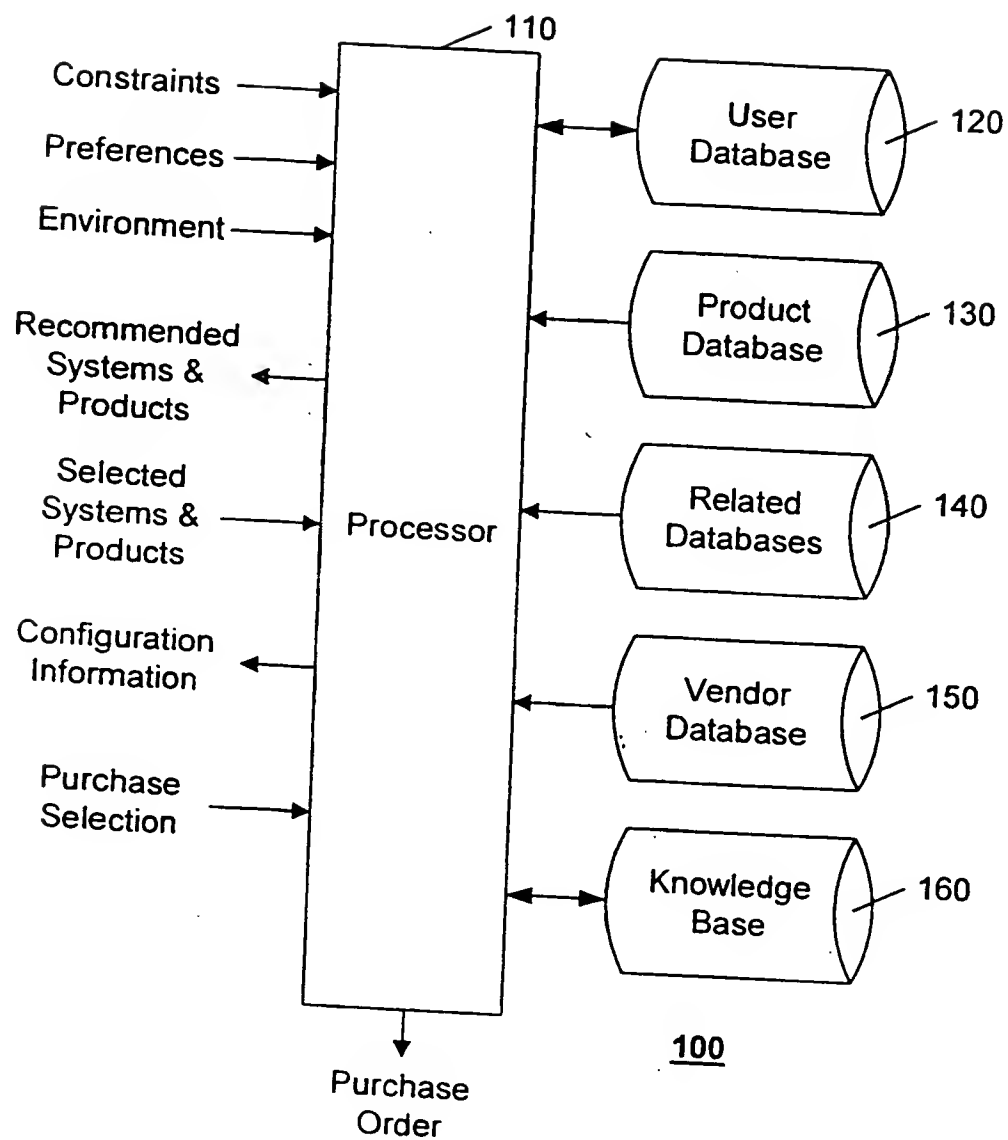 110
Constraints
Preferences
Environment
Recommended
Systems &
Products
Selected
Systems &
Products
Configuration
Information
Purchase
Selection
Processor
User
Database
120
Product
Database
130
Related
Databases
140
Vendor
Database
150
Knowledge
Base
160
100
Purchase
Order